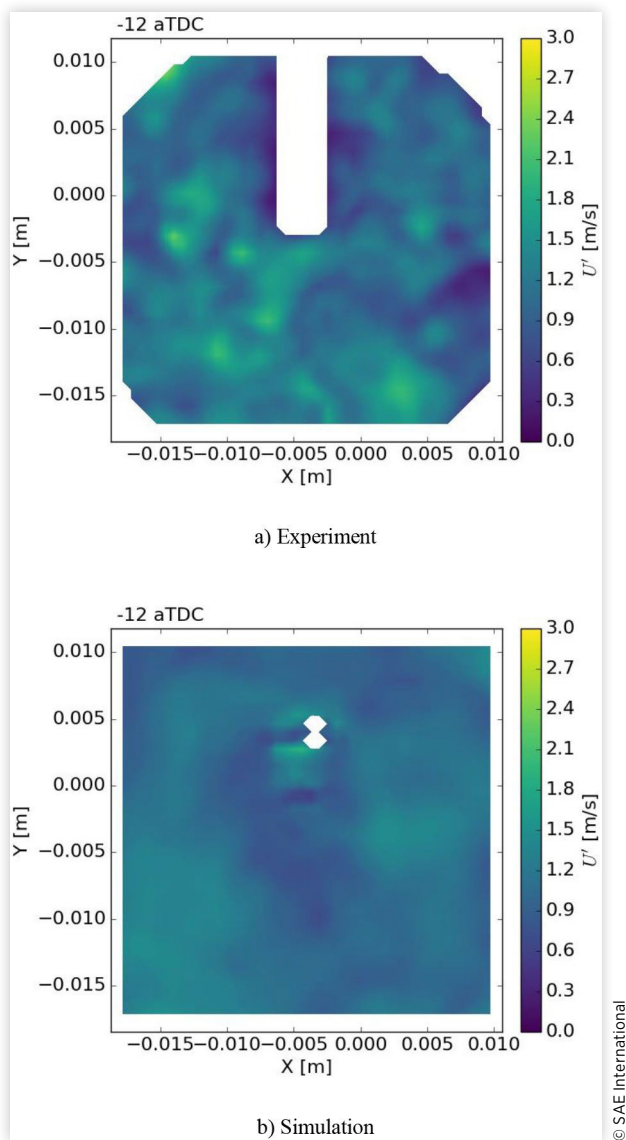 -12 aTDC
0.010
0.005
0.000
−0.005
−0.010
−0.015
Y [m]
−0.015 −0.010 −0.005 0.000 0.005 0.010
X [m]
3.0
2.7
2.4
2.1
1.8
1.5
1.2
0.9
0.6
0.3
0.0
U′ [m/s]
a) Experiment
-12 aTDC
0.010
0.005
0.000
−0.005
−0.010
−0.015
Y [m]
−0.015 −0.010 −0.005 0.000 0.005 0.010
X [m]
3.0
2.7
2.4
2.1
1.8
1.5
1.2
0.9
0.6
0.3
0.0
U′ [m/s]
b) Simulation
© SAE International